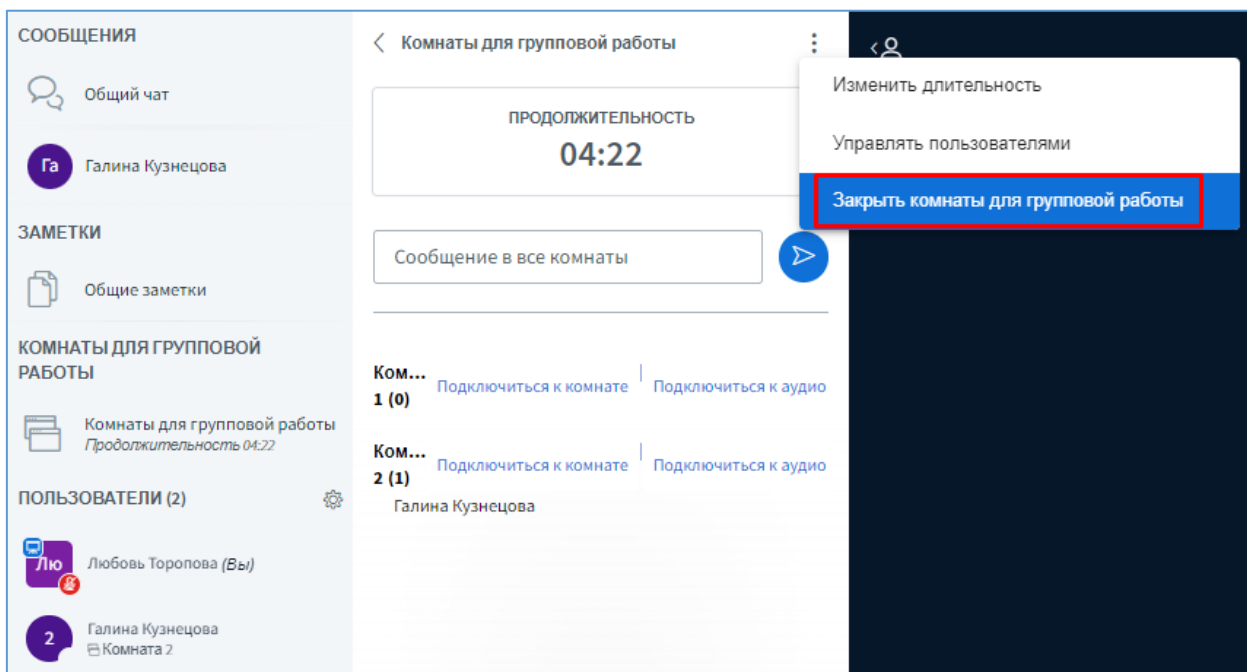 СООБЩЕНИЯ
Общий чат
Га
Галина Кузнецова
ЗАМЕТКИ
Общие заметки
КОМНАТЫ ДЛЯ ГРУППОВОЙ
РАБОТЫ
Комнаты для групповой работы
Продолжительность 04:22
ПОЛЬЗОВАТЕЛИ (2)
Лю
Любовь Торопова (Вы)
2
Галина Кузнецова
Комната 2
Комнаты для групповой работы
ПРОДОЛЖИТЕЛЬНОСТЬ
04:22
Сообщение в все комнаты
Ком... Подключиться к комнате Подключиться к аудио
1 (0)
Ком... Подключиться к комнате Подключиться к аудио
2 (1)
Галина Кузнецова
Изменить длительность
Управлять пользователями
Закрыть комнаты для групповой работы